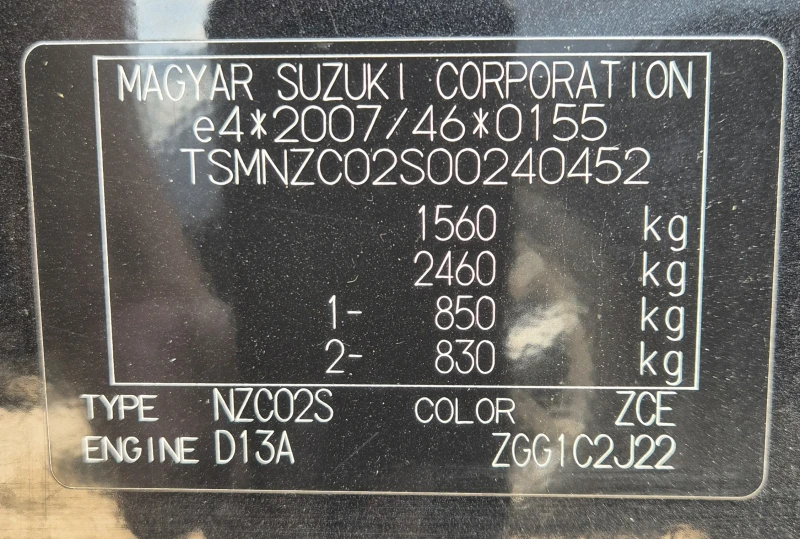 MAGYAR SUZUKI CORPORATION
e4*2007/46*0155
TSMNZC02S00240452
1560 kg
2460 kg
1- 850 kg
2- 830 kg
TYPE NZC02S COLOR ZCE
ENGINE D13A ZGG1C2J22